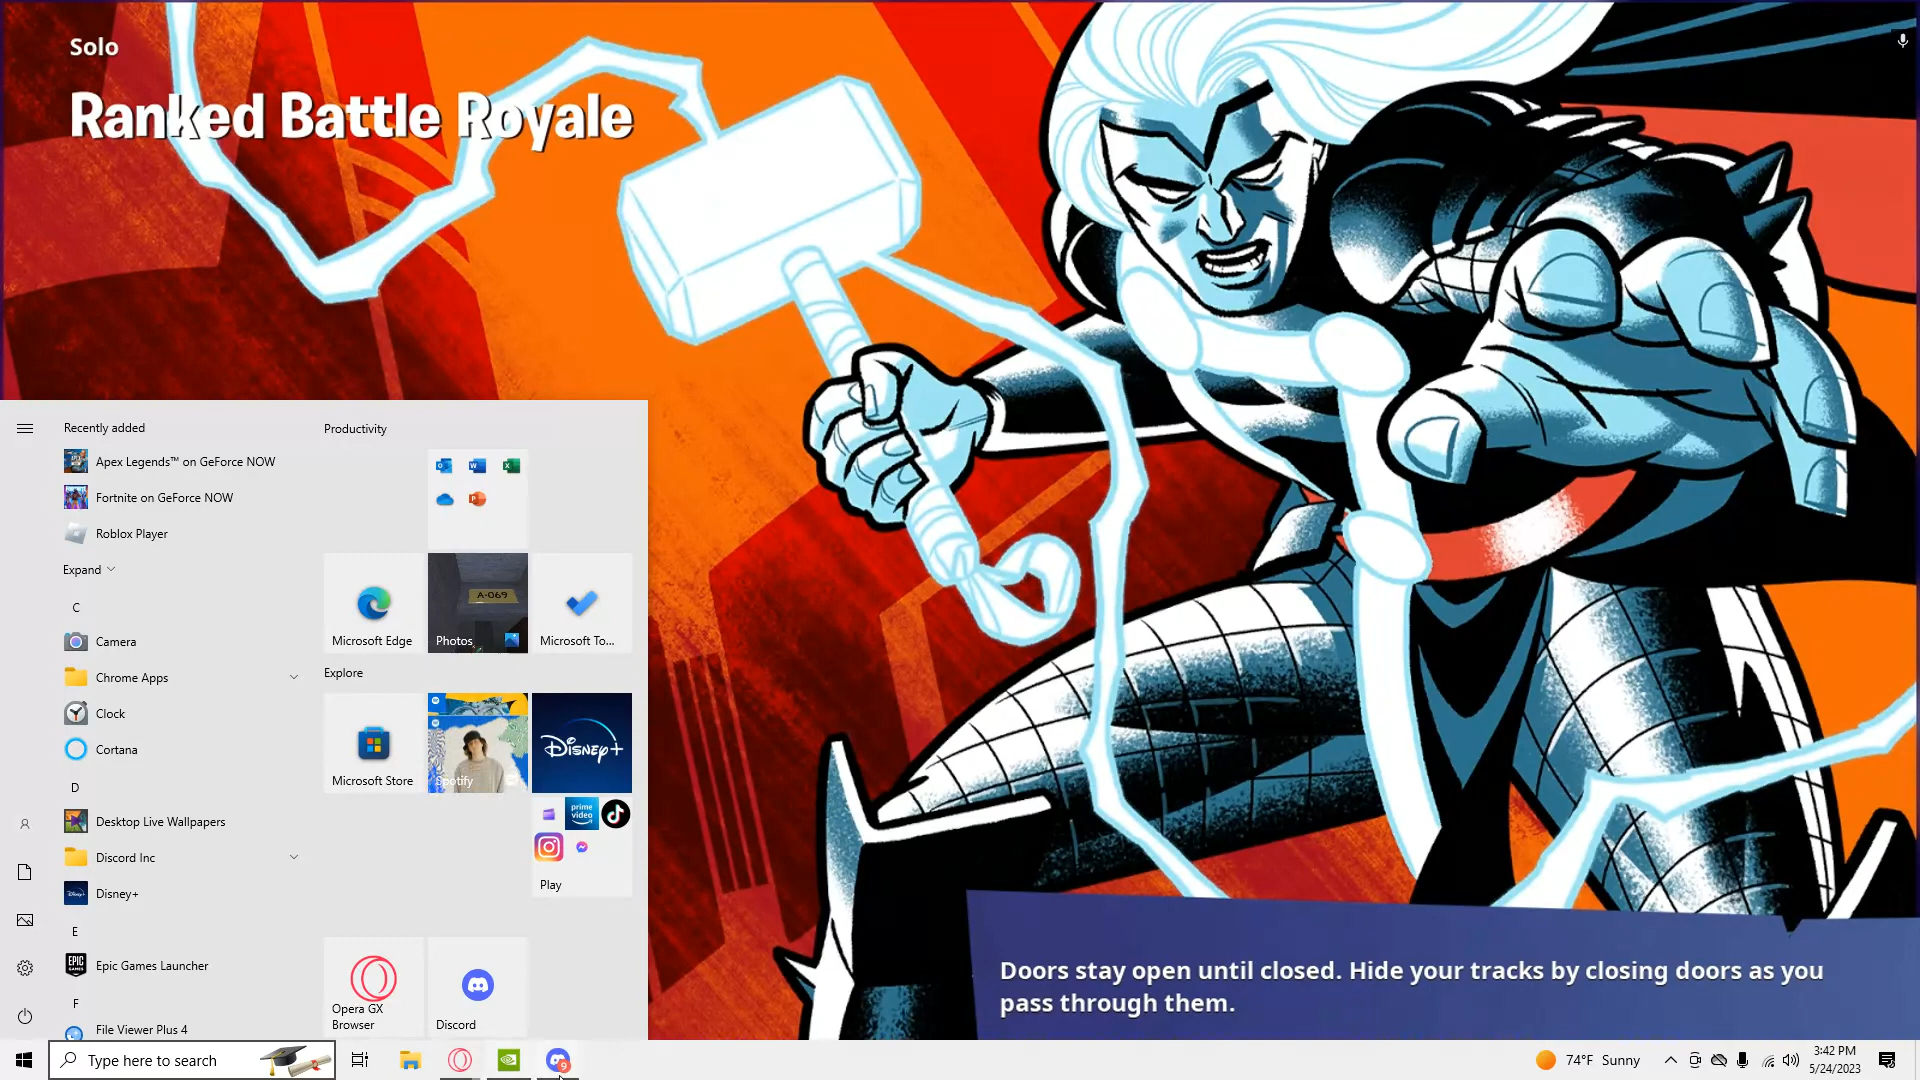 Solo
Ranked Battle Royale
Recently added
Apex Legends™ on GeForce NOW
Fortnite on GeForce NOW
Roblox Player
Expand
C
Camera
Chrome Apps
Clock
Cortana
D
Desktop Live Wallpapers
Discord Inc
Disney+
E
EPIC GAMES
Epic Games Launcher
F
File Viewer Plus 4
Productivity
A-069
Microsoft Edge
Photos
Microsoft To...
Explore
Disney+
Microsoft Store
Spotify
prime video
Play
Opera GX
Browser
Discord
Doors stay open until closed. Hide your tracks by closing doors as you
pass through them.
Type here to search
9
74°F Sunny
3:42 PM
5/24/2023